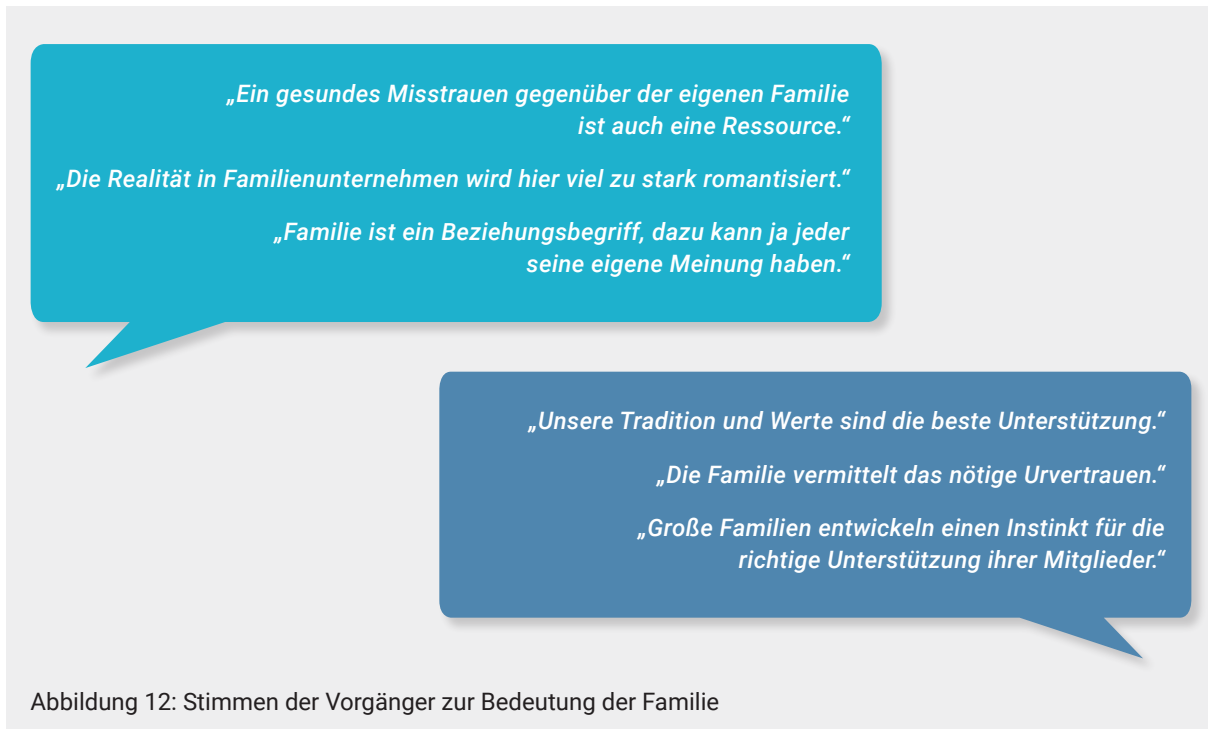 „Ein gesundes Misstrauen gegenüber der eigenen Familie
ist auch eine Ressource.“
„Die Realität in Familienunternehmen wird hier viel zu stark romantisiert.“
„Familie ist ein Beziehungsbegriff, dazu kann ja jeder
seine eigene Meinung haben.“
„Unsere Tradition und Werte sind die beste Unterstützung.“
„Die Familie vermittelt das nötige Urvertrauen.“
„Große Familien entwickeln einen Instinkt für die
richtige Unterstützung ihrer Mitglieder.“
Abbildung 12: Stimmen der Vorgänger zur Bedeutung der Familie